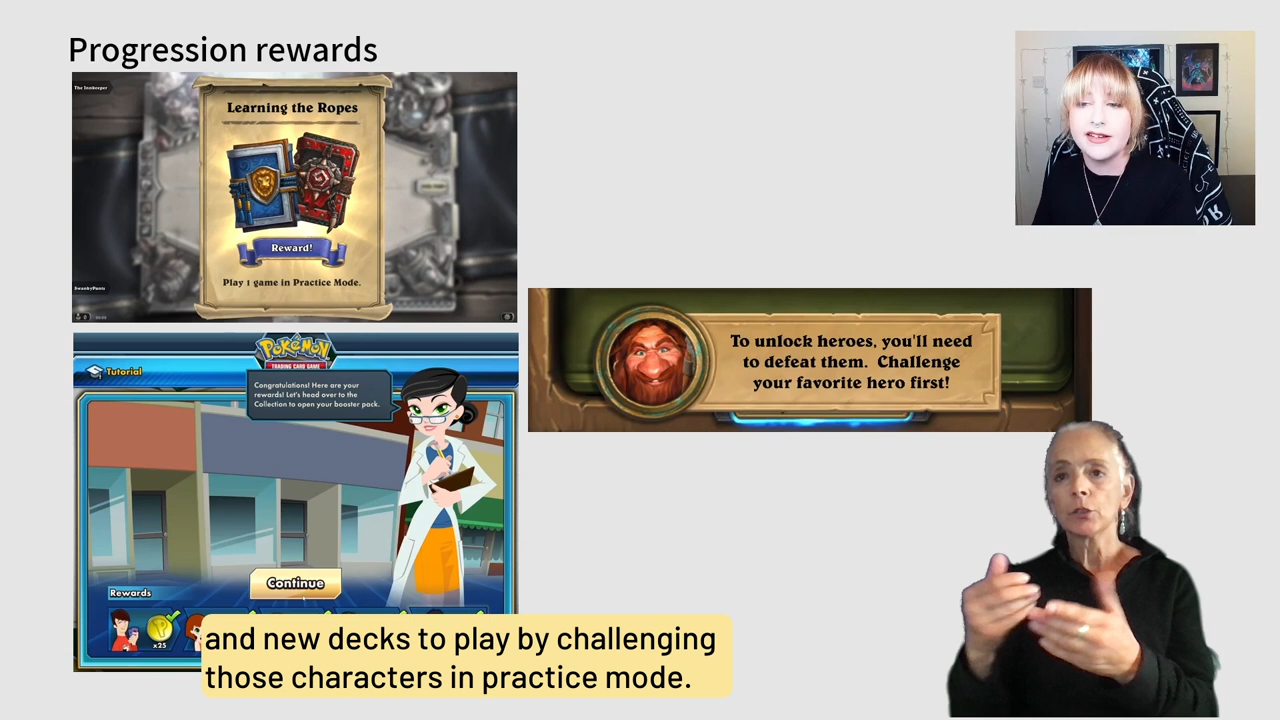 Progression rewards
The Innkeeper
Learning the Ropes
Reward!
Play 1 game in Practice Mode.
SwankyPants
POKéMON
TRADING CARD GAME
Tutorial
Congratulations! Here are your
rewards! Let's head over to the
Collection to open your booster pack.
Continue
Rewards
x25
To unlock heroes, you'll need
to defeat them. Challenge
your favorite hero first!
and new decks to play by challenging
those characters in practice mode.